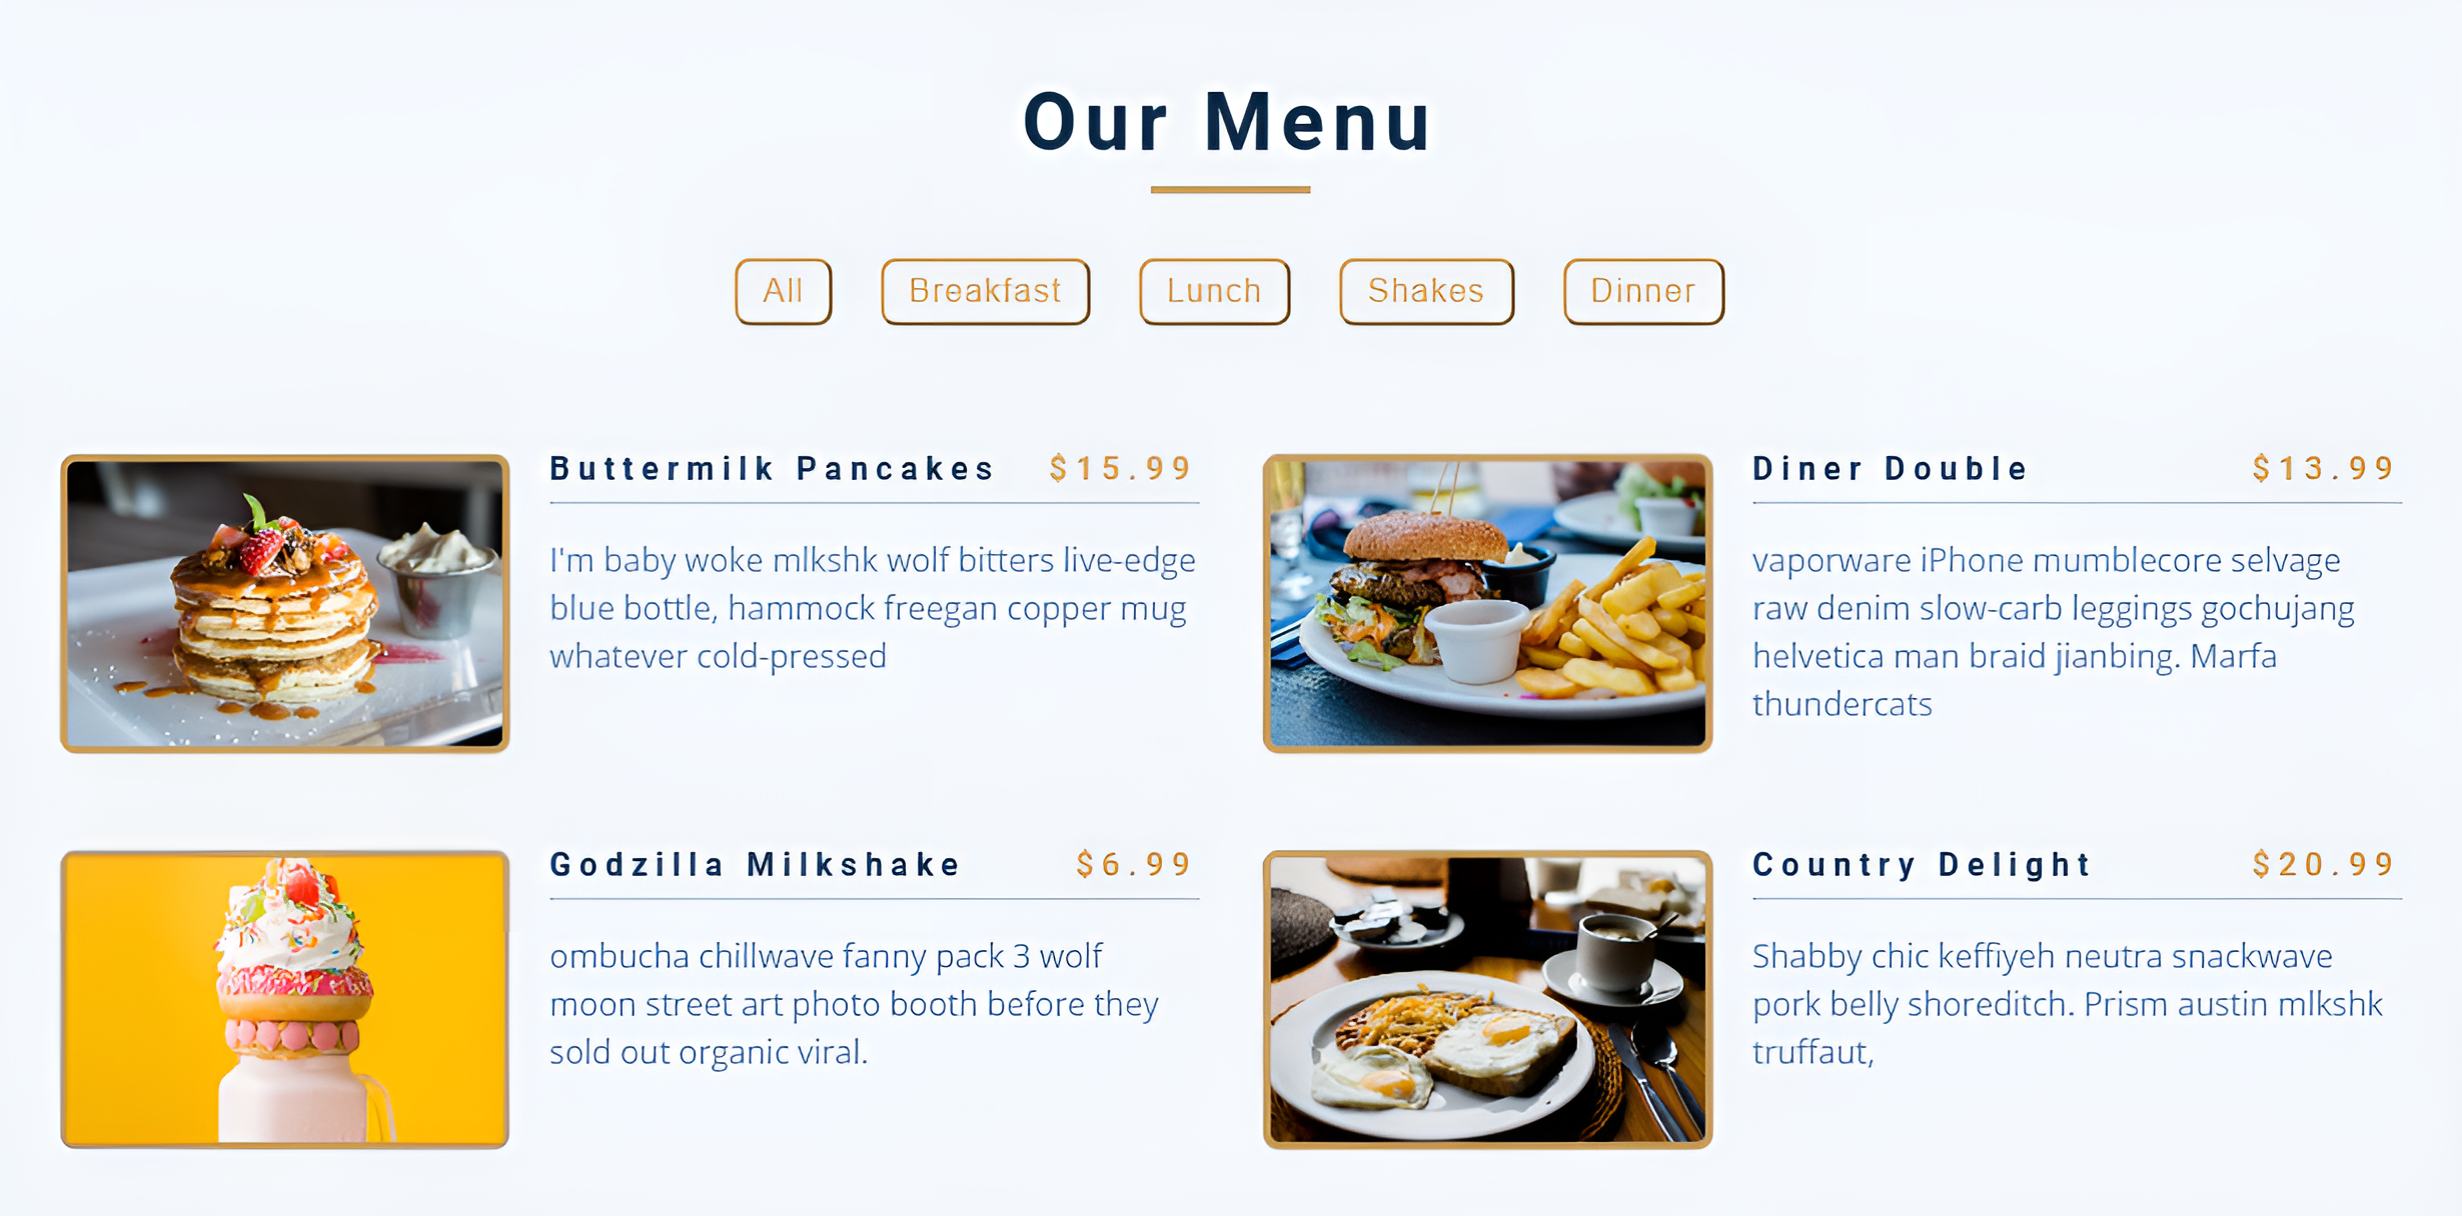 Our Menu
All
Breakfast
Lunch
Shakes
Dinner
Buttermilk Pancakes $15.99
I'm baby woke mlkshk wolf bitters live-edge
blue bottle, hammock freegan copper mug
whatever cold-pressed
Diner Double $13.99
vaporware iPhone mumblecore selvage
raw denim slow-carb leggings gochujang
helvetica man braid jianbing. Marfa
thundercats
Godzilla Milkshake $6.99
ombucha chillwave fanny pack 3 wolf
moon street art photo booth before they
sold out organic viral.
Country Delight $20.99
Shabby chic keffiyeh neutra snackwave
pork belly shoreditch. Prism austin mlkshk
truffaut,